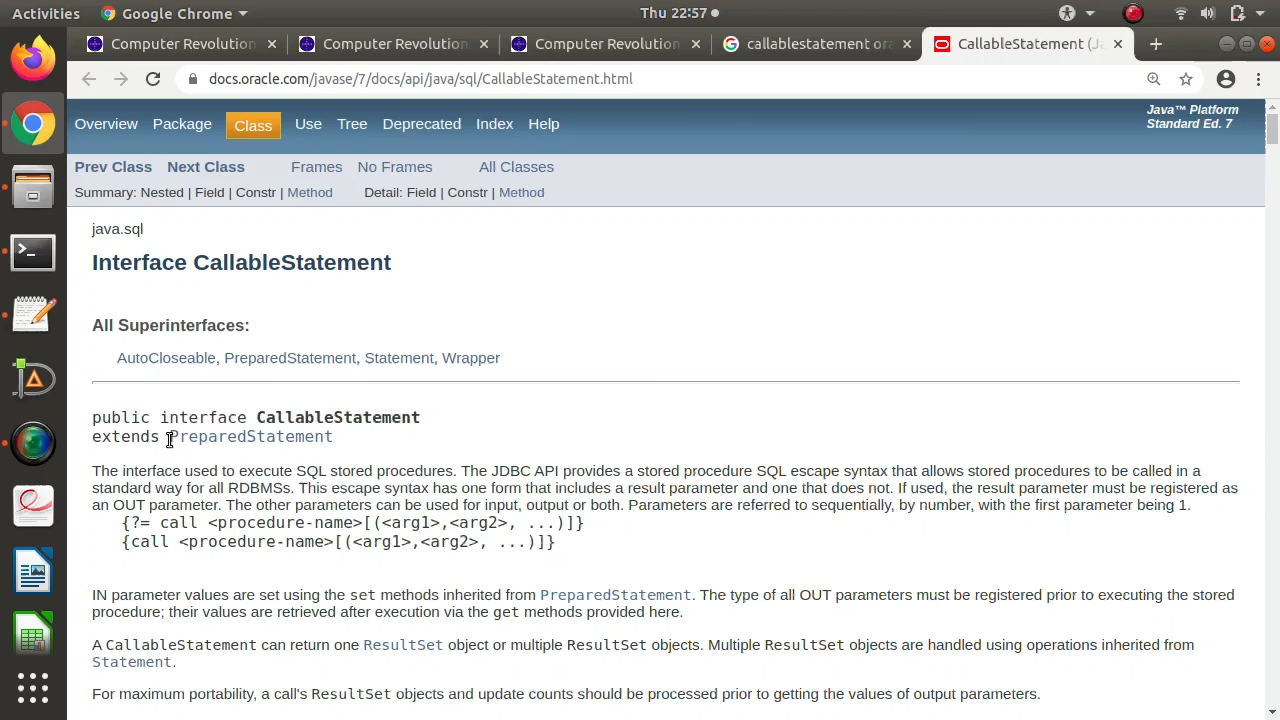 Activities Google Chrome Thu 22:57
Computer Revolution Computer Revolution Computer Revolution callablestatement ora CallableStatement (Ja
docs.oracle.com/javase/7/docs/api/java/sql/CallableStatement.html
Overview Package Class Use Tree Deprecated Index Help
Java™ Platform
Standard Ed. 7
Prev Class Next Class Frames No Frames All Classes
Summary: Nested | Field | Constr | Method Detail: Field | Constr | Method
java.sql
Interface CallableStatement
All Superinterfaces:
AutoCloseable, PreparedStatement, Statement, Wrapper
public interface CallableStatement
extends PreparedStatement
The interface used to execute SQL stored procedures. The JDBC API provides a stored procedure SQL escape syntax that allows stored procedures to be called in a
standard way for all RDBMSs. This escape syntax has one form that includes a result parameter and one that does not. If used, the result parameter must be registered as
an OUT parameter. The other parameters can be used for input, output or both. Parameters are referred to sequentially, by number, with the first parameter being 1.
{?= call <procedure-name>[(<arg1>,<arg2>, ...)]}
{call <procedure-name>[(<arg1>,<arg2>, ...)]}
IN parameter values are set using the set methods inherited from PreparedStatement. The type of all OUT parameters must be registered prior to executing the stored
procedure; their values are retrieved after execution via the get methods provided here.
A CallableStatement can return one ResultSet object or multiple ResultSet objects. Multiple ResultSet objects are handled using operations inherited from
Statement.
For maximum portability, a call's ResultSet objects and update counts should be processed prior to getting the values of output parameters.